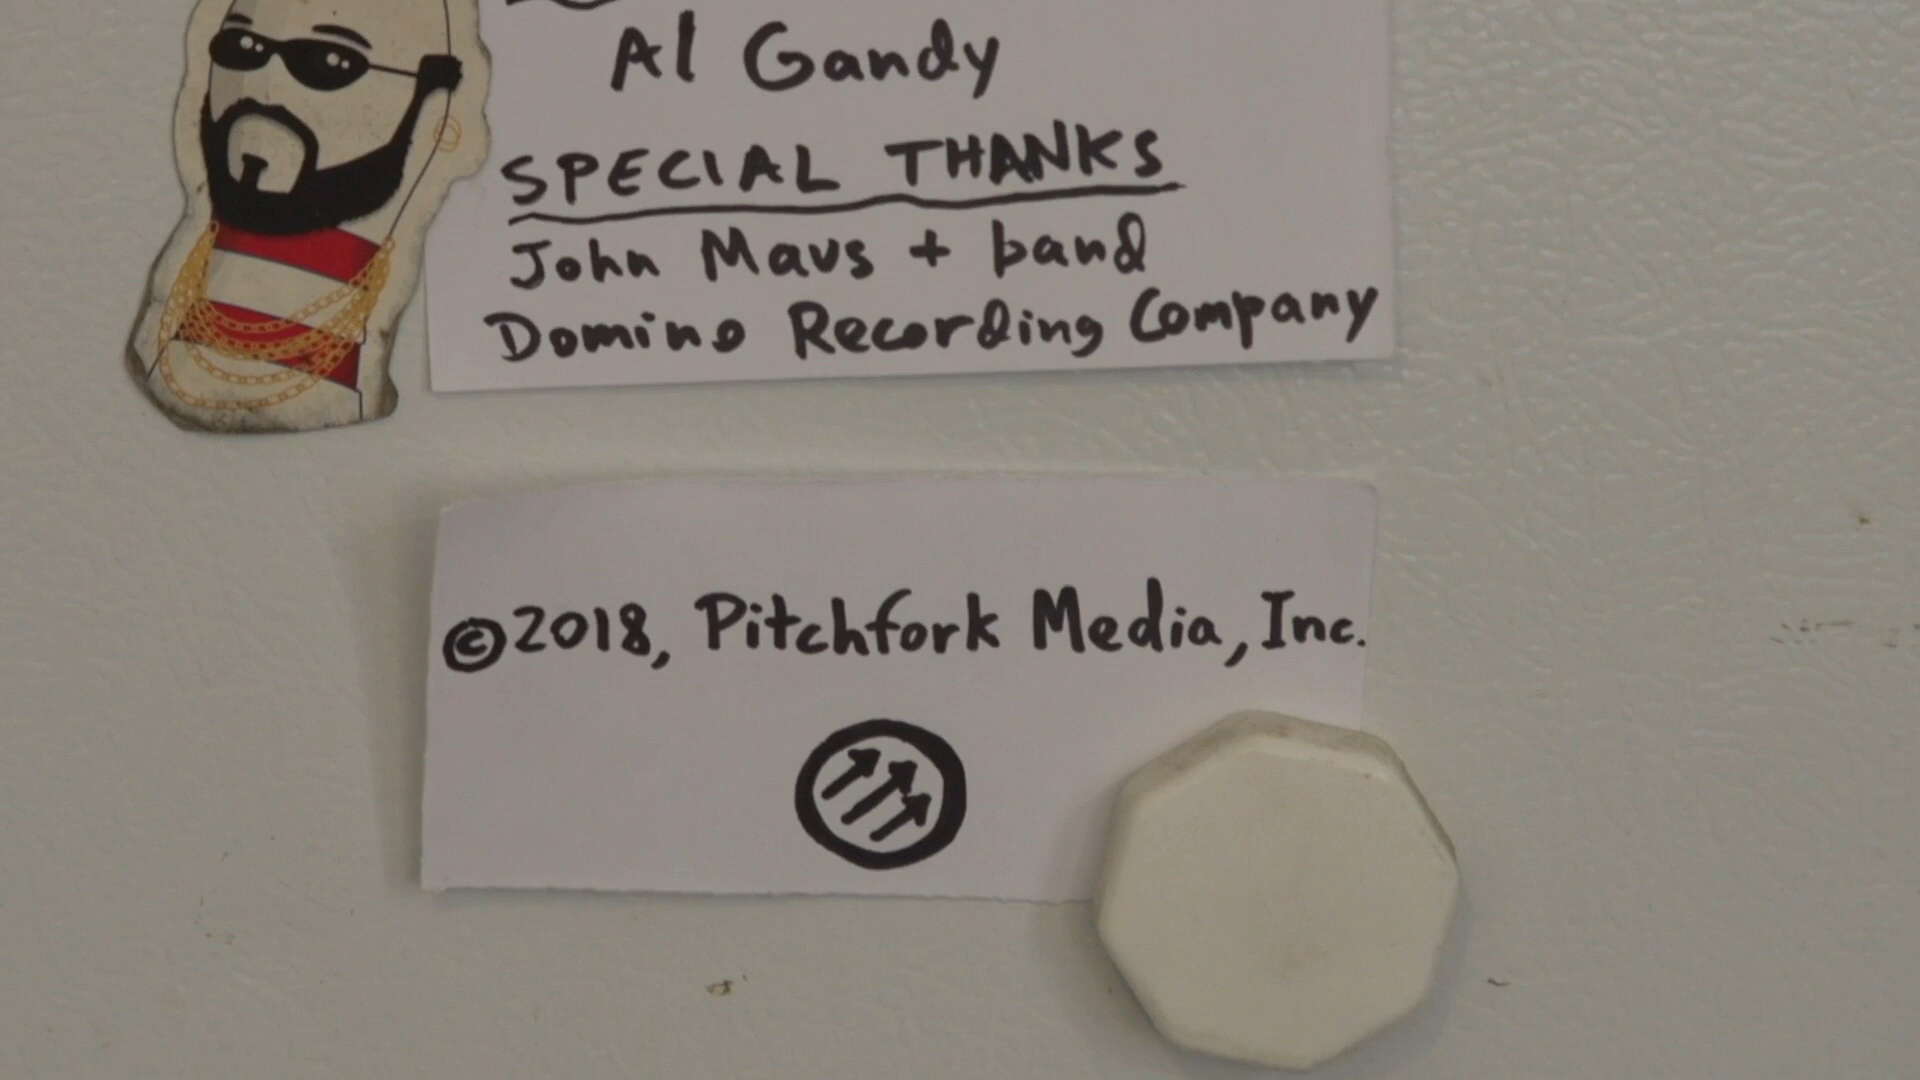 Al Gandy
SPECIAL THANKS
John Maus + band
Domino Recording Company
©2018, Pitchfork Media, Inc.